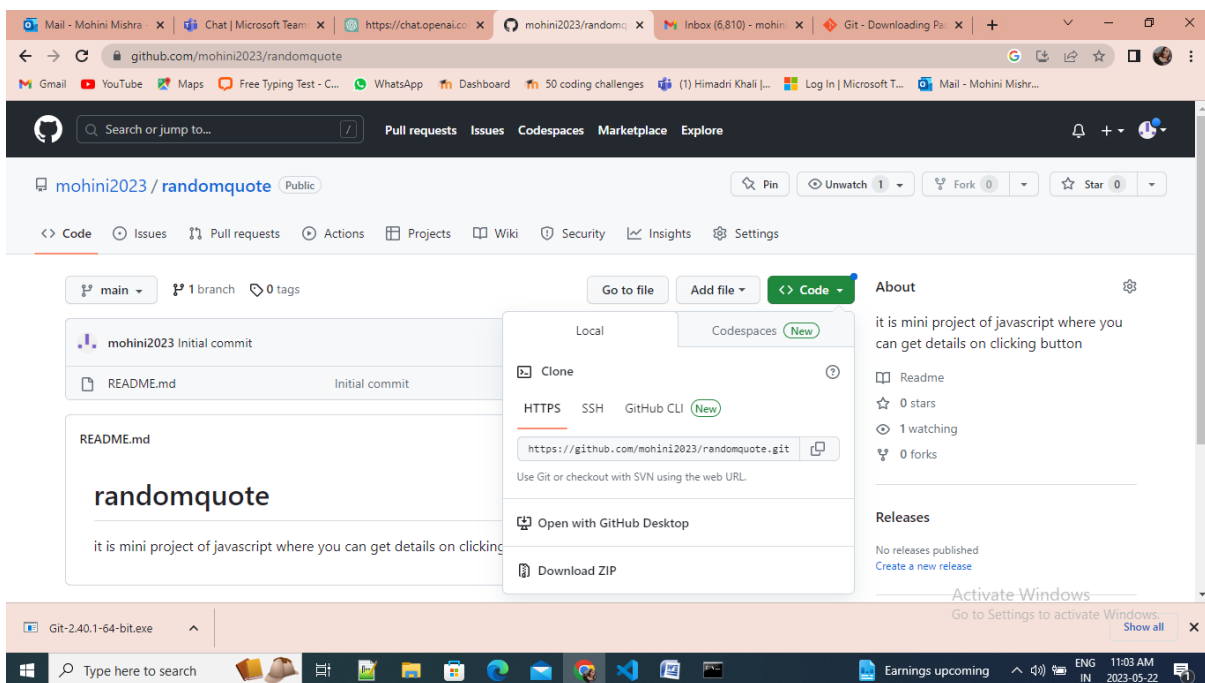 Mail - Mohini Mishra - Chat | Microsoft Team https://chat.openai.co mohini2023/randomq Inbox (6,810) - mohin Git - Downloading Pa
github.com/mohini2023/randomquote
Gmail YouTube Maps Free Typing Test - C... WhatsApp Dashboard 50 coding challenges (1) Himadri Khali |... Log In | Microsoft T... Mail - Mohini Mishr...
Search or jump to... / Pull requests Issues Codespaces Marketplace Explore
mohini2023 / randomquote Public Pin Unwatch 1 Fork 0 Star 0
<> Code Issues Pull requests Actions Projects Wiki Security Insights Settings
main 1 branch 0 tags Go to file Add file <> Code
mohini2023 Initial commit
README.md Initial commit
Local Codespaces New
Clone
HTTPS SSH GitHub CLI New
https://github.com/mohini2023/randomquote.git
Use Git or checkout with SVN using the web URL.
Open with GitHub Desktop
Download ZIP
README.md
randomquote
it is mini project of javascript where you can get details on clicking
About
it is mini project of javascript where you
can get details on clicking button
Readme
0 stars
1 watching
0 forks
Releases
No releases published
Create a new release
Activate Windows
Go to Settings to activate Windows.
Git-2.40.1-64-bit.exe Show all
Type here to search Earnings upcoming ENG 11:03 AM
IN 2023-05-22 1